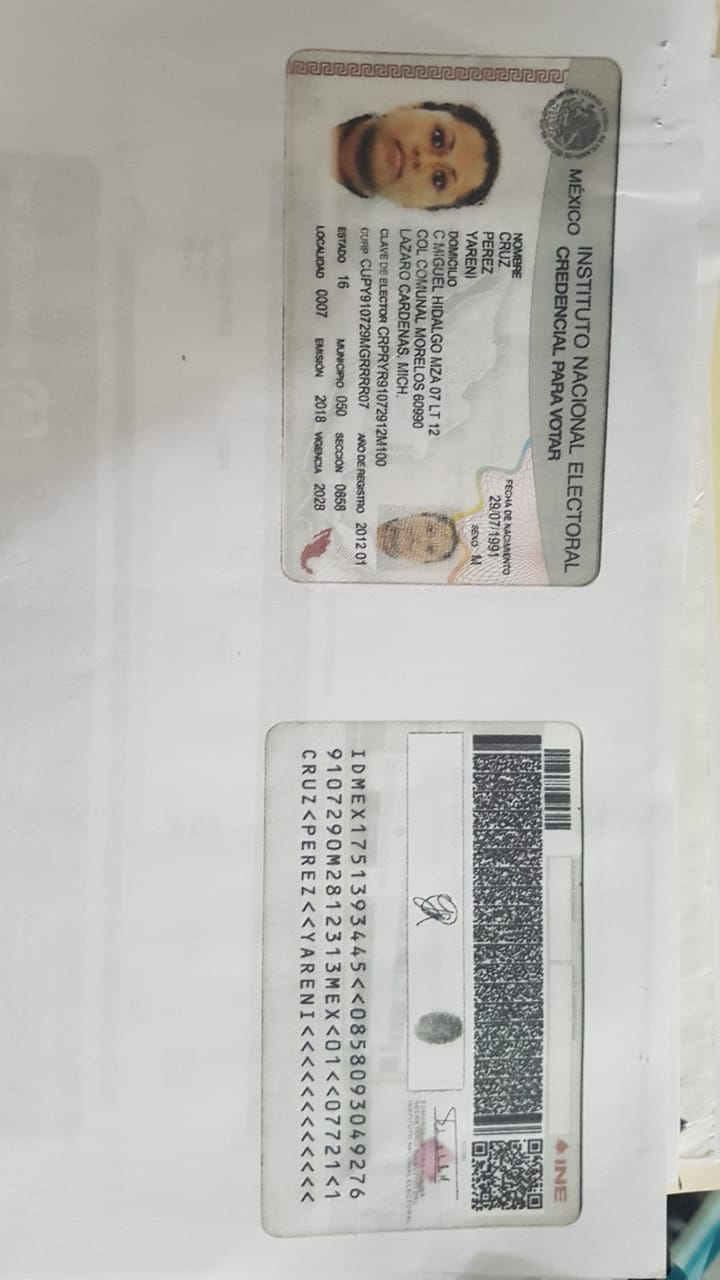 MÉXICO INSTITUTO NACIONAL ELECTORAL
CREDENCIAL PARA VOTAR
NOMBRE
CRUZ
PEREZ
YARENI
FECHA DE NACIMIENTO
29/07/1991
SEXO M
DOMICILIO
C MIGUEL HIDALGO MZA 07 LT 12
COL COMUNAL MORELOS 60990
LAZARO CARDENAS, MICH.
CLAVE DE ELECTOR CRPRYR91072912M100
CURP CUPY910729MGRRRR07 AÑO DE REGISTRO 2012 01
ESTADO 16 MUNICIPIO 050 SECCIÓN 0858
LOCALIDAD 0007 EMISIÓN 2018 VIGENCIA 2028
INE
INSTITUTO NACIONAL ELECTORAL
IDMEX1751393445<<0858093049276
9107290M2812313MEX<01<<07721<1
CRUZ<PEREZ<<YARENI<<<<<<<<<<<<